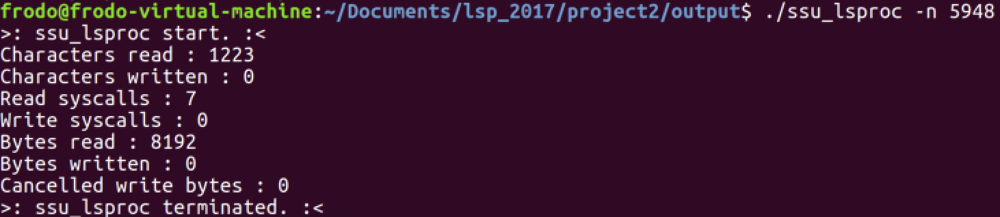 frodo@frodo-virtual-machine:~/Documents/lsp_2017/project2/output$ ./ssu_lsproc -n 5948
>: ssu_lsproc start. :<
Characters read : 1223
Characters written : 0
Read syscalls : 7
Write syscalls : 0
Bytes read : 8192
Bytes written : 0
Cancelled write bytes : 0
>: ssu_lsproc terminated. :<